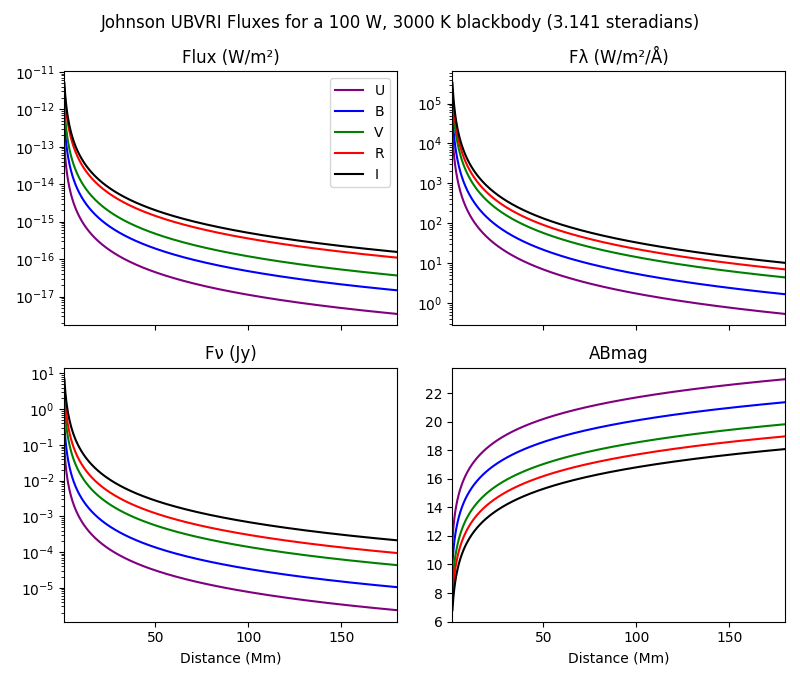 Johnson UBVRI Fluxes for a 100 W, 3000 K blackbody (3.141 steradians)
Flux (W/m²)
10⁻¹¹
10⁻¹²
10⁻¹³
10⁻¹⁴
10⁻¹⁵
10⁻¹⁶
10⁻¹⁷
U
B
V
R
I
Fλ (W/m²/Å)
10⁵
10⁴
10³
10²
10¹
10⁰
Fν (Jy)
10¹
10⁰
10⁻¹
10⁻²
10⁻³
10⁻⁴
10⁻⁵
50 100 150
Distance (Mm)
ABmag
22
20
18
16
14
12
10
8
6
50 100 150
Distance (Mm)